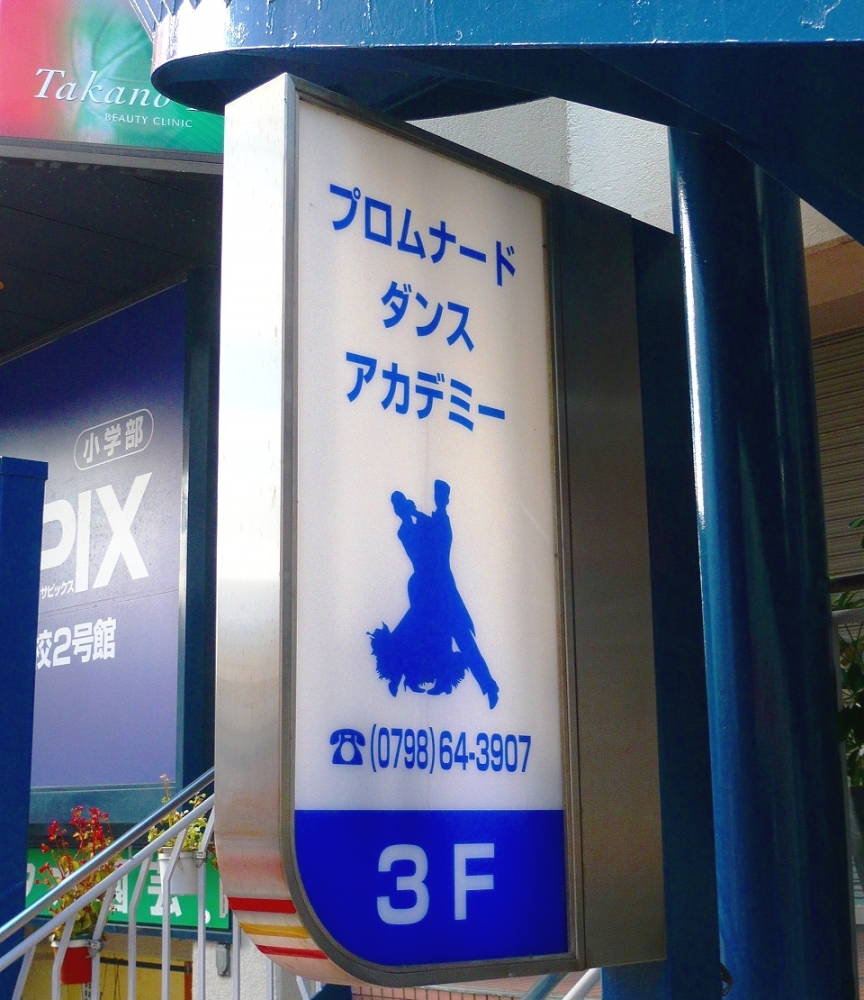 Takano
BEAUTY CLINIC
プロムナード
ダンス
アカデミー
小学部
PIX
サピックス
校2号館
☎(0798)64-3907
3F